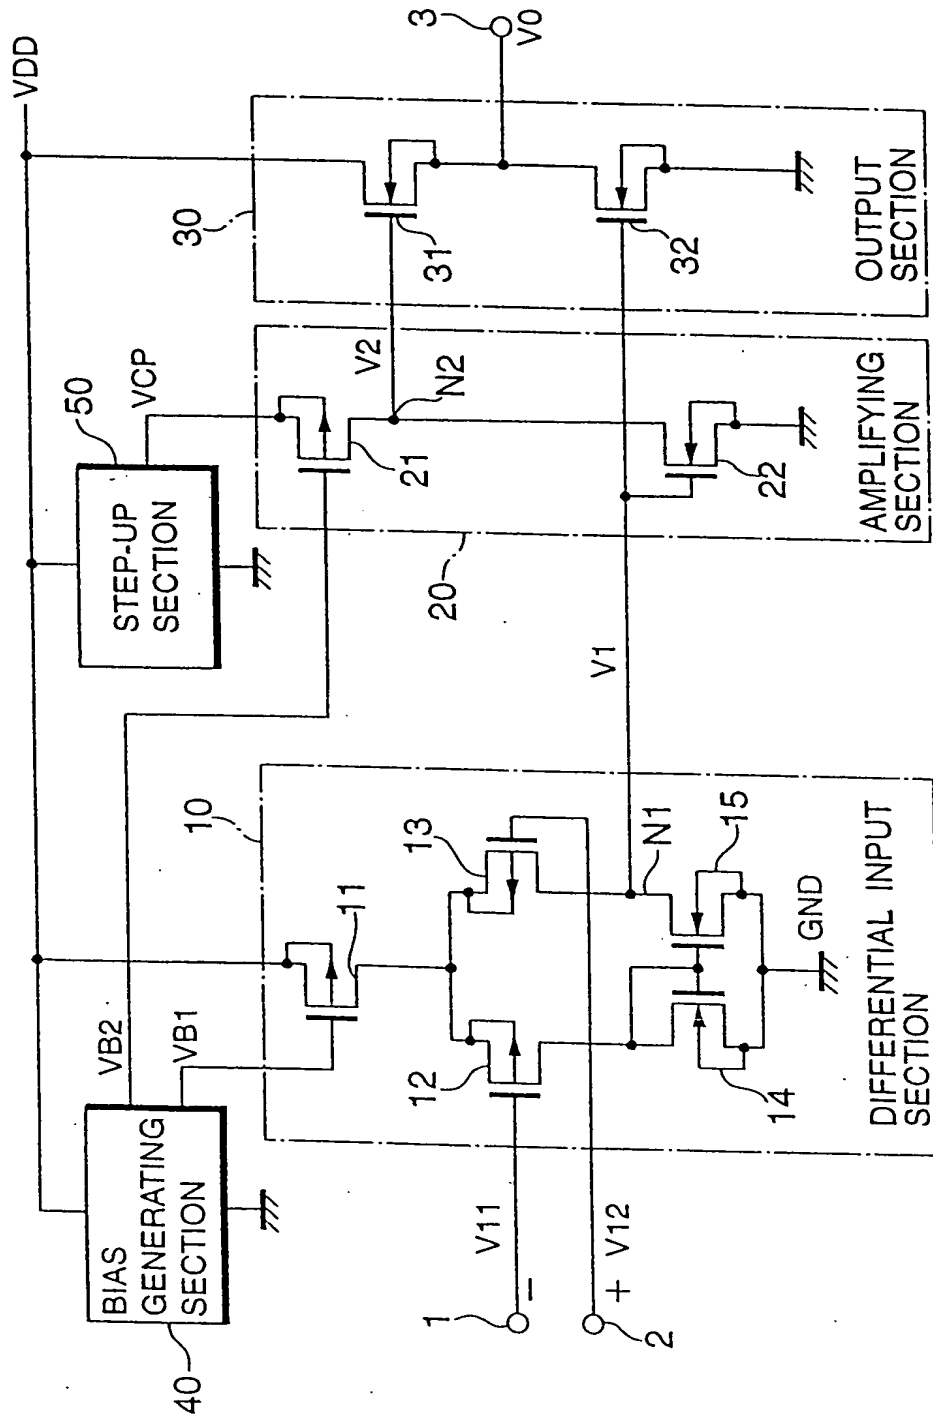 VDD
40
BIAS
GENERATING
SECTION
VB2
VB1
50
STEP-UP
SECTION
VCP
10
11
12
13
14
15
N1
GND
DIFFERENTIAL INPUT
SECTION
1
V11
−
2
V12
+
V1
20
21
V2
N2
22
AMPLIFYING
SECTION
30
31
32
OUTPUT
SECTION
3
V0